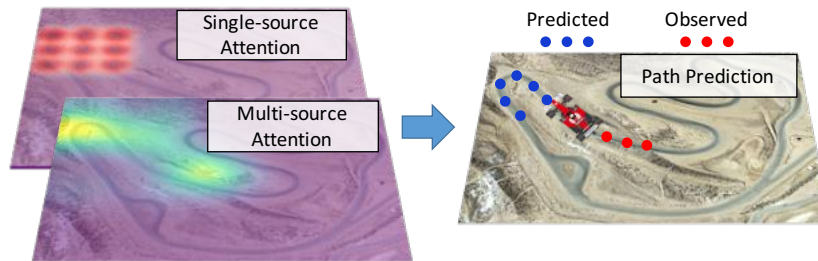 Single-source
Attention
Multi-source
Attention
Predicted
Observed
Path Prediction